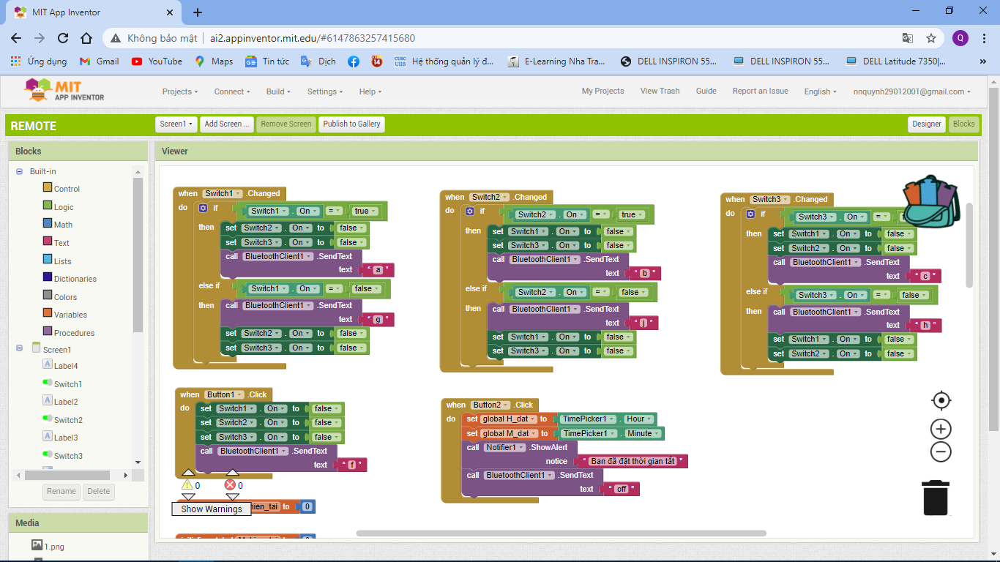 MIT App Inventor
Không bảo mật
ai2.appinventor.mit.edu/#6147863257415680
Q
Ứng dụng
Gmail
YouTube
Maps
Tin tức
Dịch
Hệ thống quản lý đ...
E-Learning Nha Tra...
DELL INSPIRON 55...
DELL INSPIRON 55...
DELL Latitude 7350|...
»
MIT
APP INVENTOR
Projects
Connect
Build
Settings
Help
My Projects
View Trash
Guide
Report an Issue
English
nnquynh29012001@gmail.com
REMOTE
Screen1
Add Screen ...
Remove Screen
Publish to Gallery
Designer
Blocks
Blocks
Built-in
Control
Logic
Math
Text
Lists
Dictionaries
Colors
Variables
Procedures
Screen1
Label4
Switch1
Label2
Switch2
Label3
Switch3
Rename
Delete
Media
1.png
Viewer
when Switch1 .Changed
do if Switch1 . On = true
then set Switch2 . On to false
set Switch3 . On to false
call BluetoothClient1 .SendText
text " a "
else if Switch1 . On = false
then call BluetoothClient1 .SendText
text " g "
set Switch2 . On to false
set Switch3 . On to false
when Switch2 .Changed
do if Switch2 . On = true
then set Switch1 . On to false
set Switch3 . On to false
call BluetoothClient1 .SendText
text " b "
else if Switch2 . On = false
then call BluetoothClient1 .SendText
text " j "
set Switch1 . On to false
set Switch3 . On to false
when Switch3 .Changed
do if Switch3 . On =
then set Switch1 . On to false
set Switch2 . On to false
call BluetoothClient1 .SendText
text " c "
else if Switch3 . On = false
then call BluetoothClient1 .SendText
text " h "
set Switch1 . On to false
set Switch2 . On to false
when Button1 .Click
do set Switch1 . On to false
set Switch2 . On to false
set Switch3 . On to false
call BluetoothClient1 .SendText
text " f "
when Button2 .Click
do set global H_dat to TimePicker1 . Hour
set global M_dat to TimePicker1 . Minute
call Notifier1 .ShowAlert
notice " Bạn đã đặt thời gian tắt "
call BluetoothClient1 .SendText
text " off "
0
0
Show Warnings
hien_tai to 0